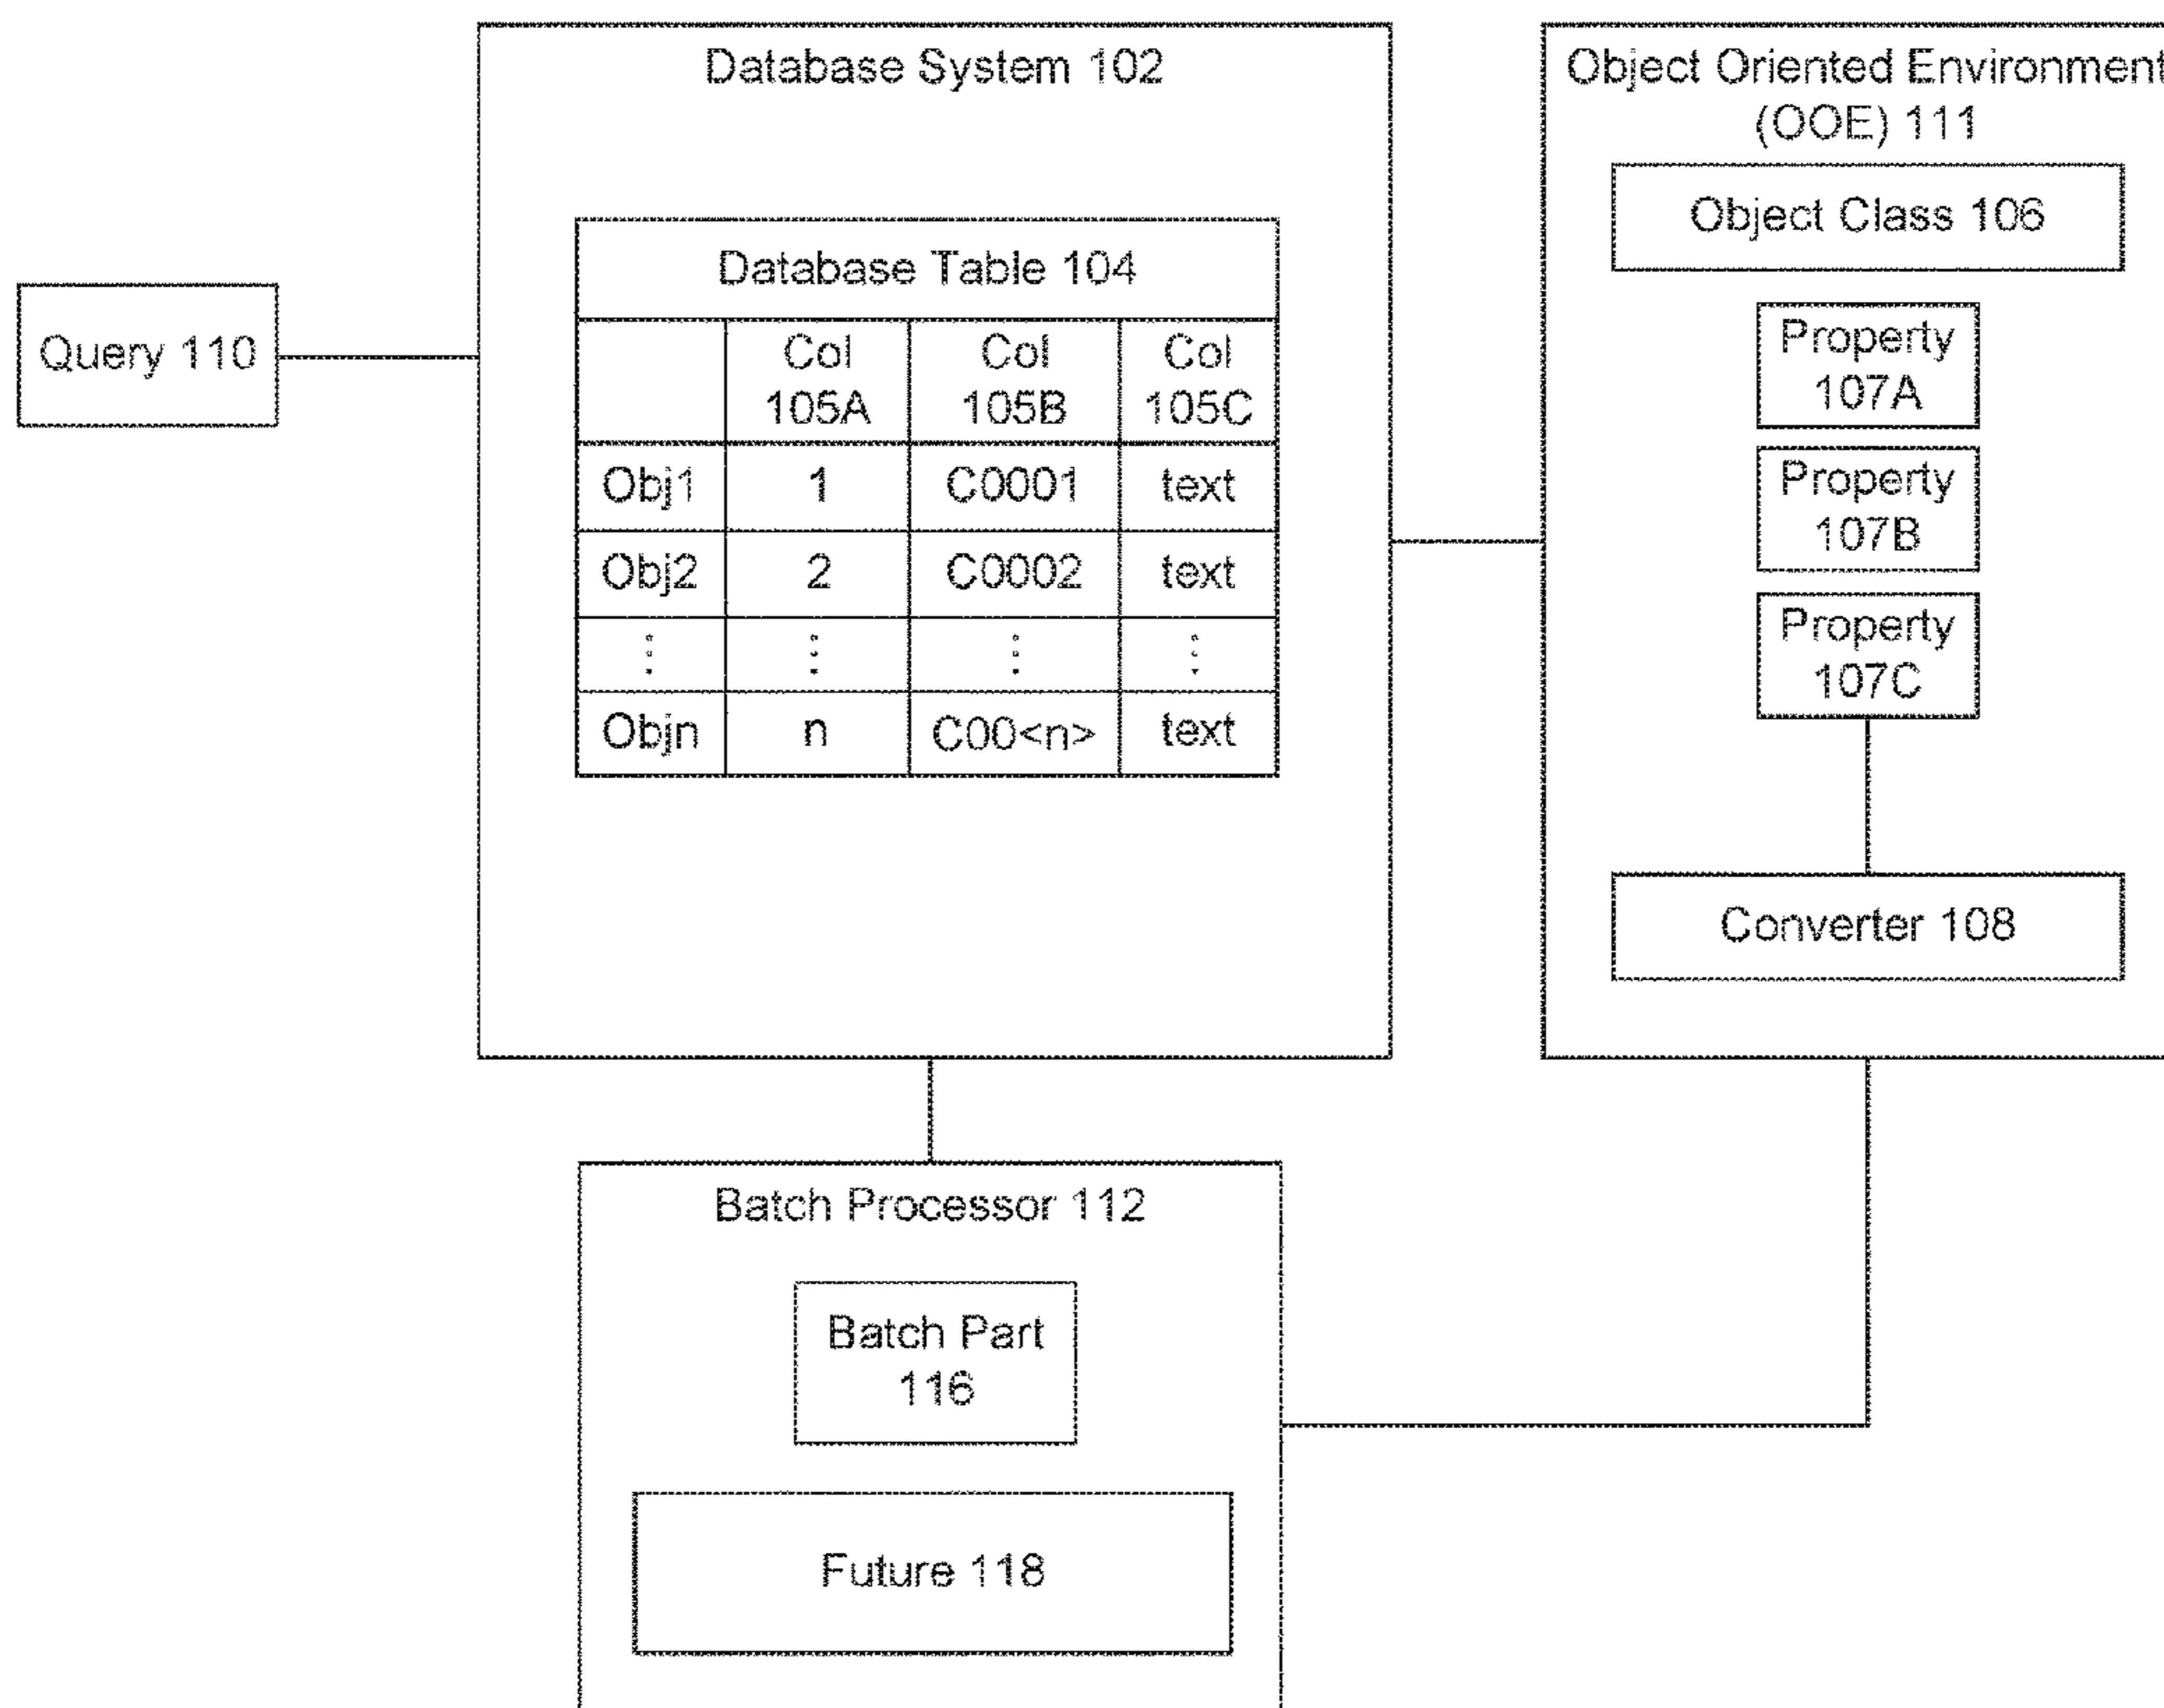 Database System 102
Object Oriented Environment
(OOE) 111
Object Class 106
Query 110
Database Table 104
Col 105A
Col 105B
Col 105C
Obj1 1 C0001 text
Obj2 2 C0002 text
Objn n C00<n> text
Property
107A
Property
107B
Property
107C
Converter 108
Batch Processor 112
Batch Part
116
Future 118